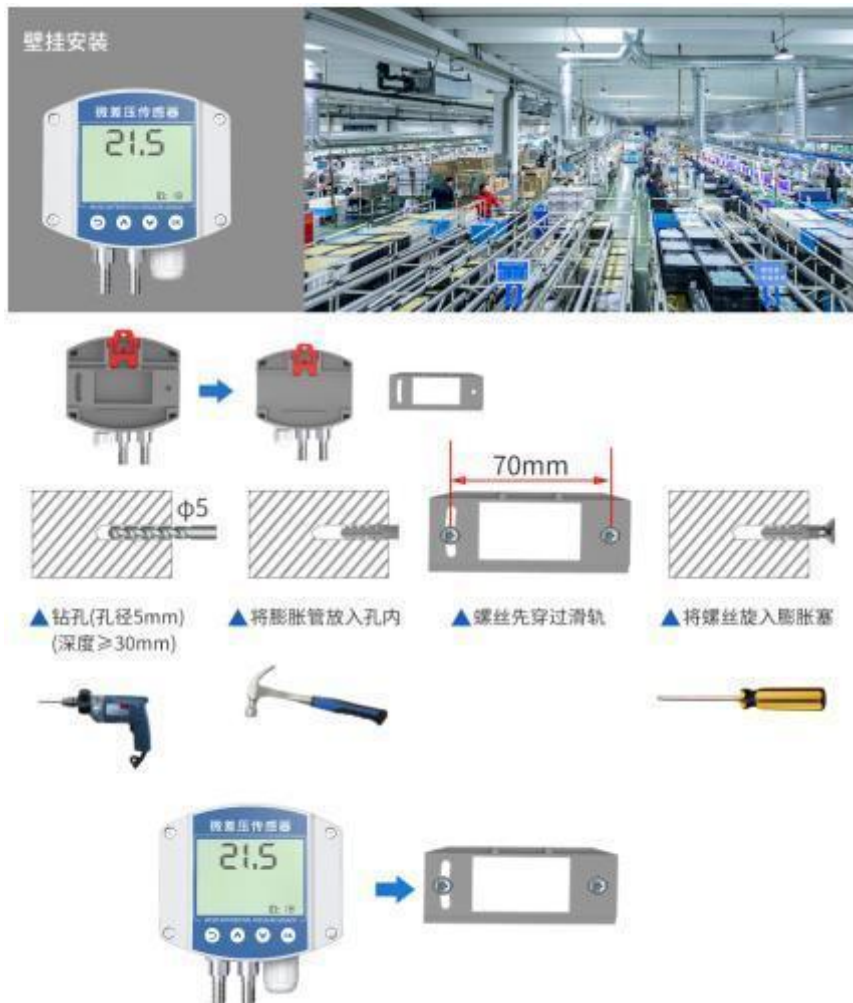 壁挂安装
微差压传感器
21.5
70mm
ф5
▲钻孔(孔径5mm)
(深度≥30mm)
▲将膨胀管放入孔内
▲螺丝先穿过滑轨
▲将螺丝旋入膨胀塞
微差压传感器
21.5